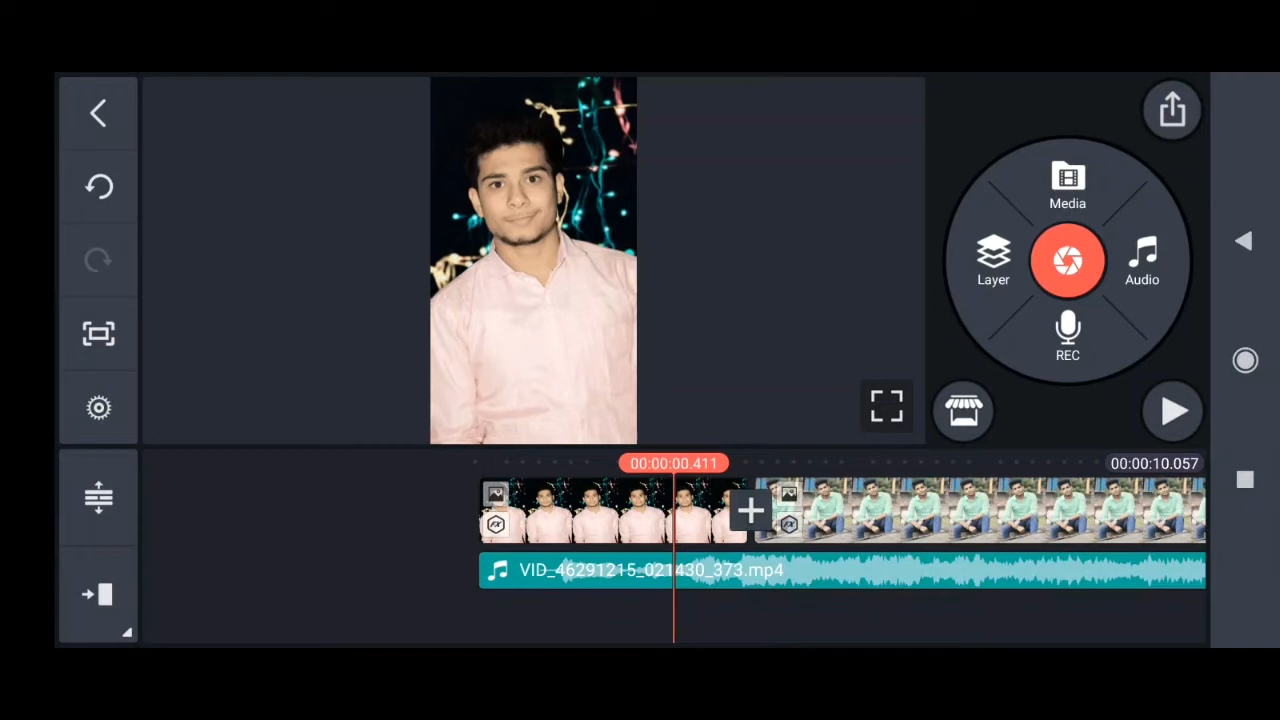 Media
Layer
Audio
REC
00:00:00.411
00:00:10.057
VID_46291215_021430_373.mp4